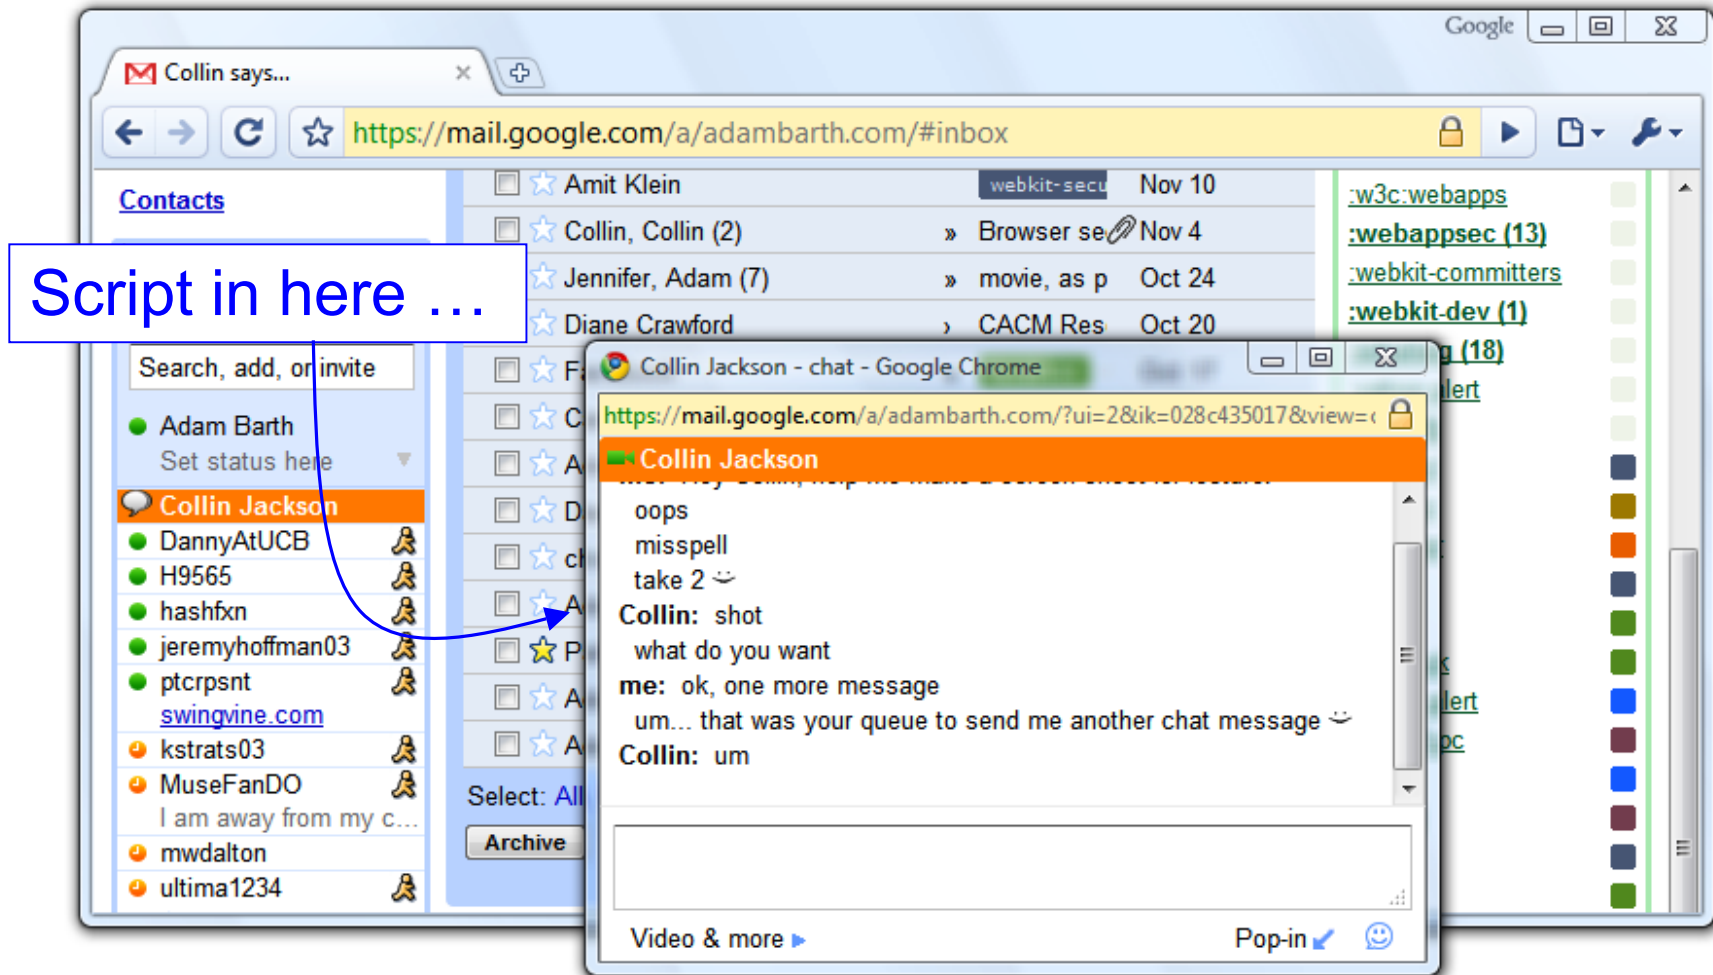 Google
Collin says...
https://mail.google.com/a/adambarth.com/#inbox
Contacts
Script in here …
Search, add, or invite
Adam Barth
Set status here
Collin Jackson
DannyAtUCB
H9565
hashfxn
jeremyhoffman03
ptcrpsnt
swingvine.com
kstrats03
MuseFanDO
I am away from my c...
mwdalton
ultima1234
Amit Klein webkit-secu Nov 10
Collin, Collin (2) » Browser se Nov 4
Jennifer, Adam (7) » movie, as p Oct 24
Diane Crawford › CACM Res Oct 20
Select: All
Archive
:w3c:webapps
:webappsec (13)
:webkit-committers
:webkit-dev (1)
(18)
Collin Jackson - chat - Google Chrome
https://mail.google.com/a/adambarth.com/?ui=2&ik=028c435017&view=c
Collin Jackson
oops
misspell
take 2
Collin: shot
what do you want
me: ok, one more message
um... that was your queue to send me another chat message
Collin: um
Video & more
Pop-in